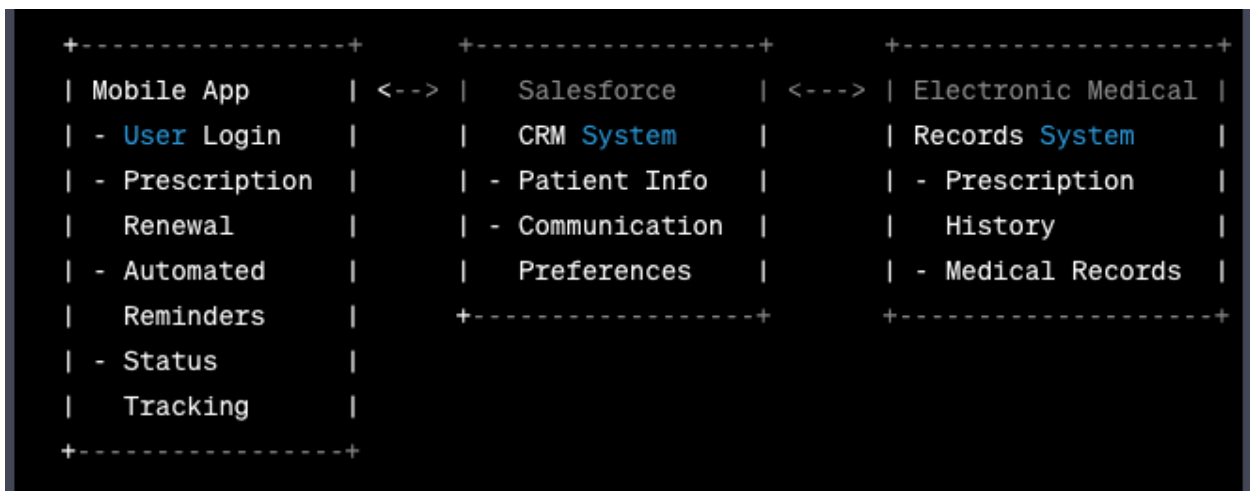 +-----------------+      +------------------+       +--------------------+
| Mobile App      | <--> |   Salesforce     | <---> | Electronic Medical |
| - User Login    |      |   CRM System     |       | Records System     |
| - Prescription  |      | - Patient Info   |       | - Prescription     |
|   Renewal       |      | - Communication  |       |   History          |
| - Automated     |      |   Preferences    |       | - Medical Records  |
|   Reminders     |      +------------------+       +--------------------+
| - Status        |
|   Tracking      |
+-----------------+